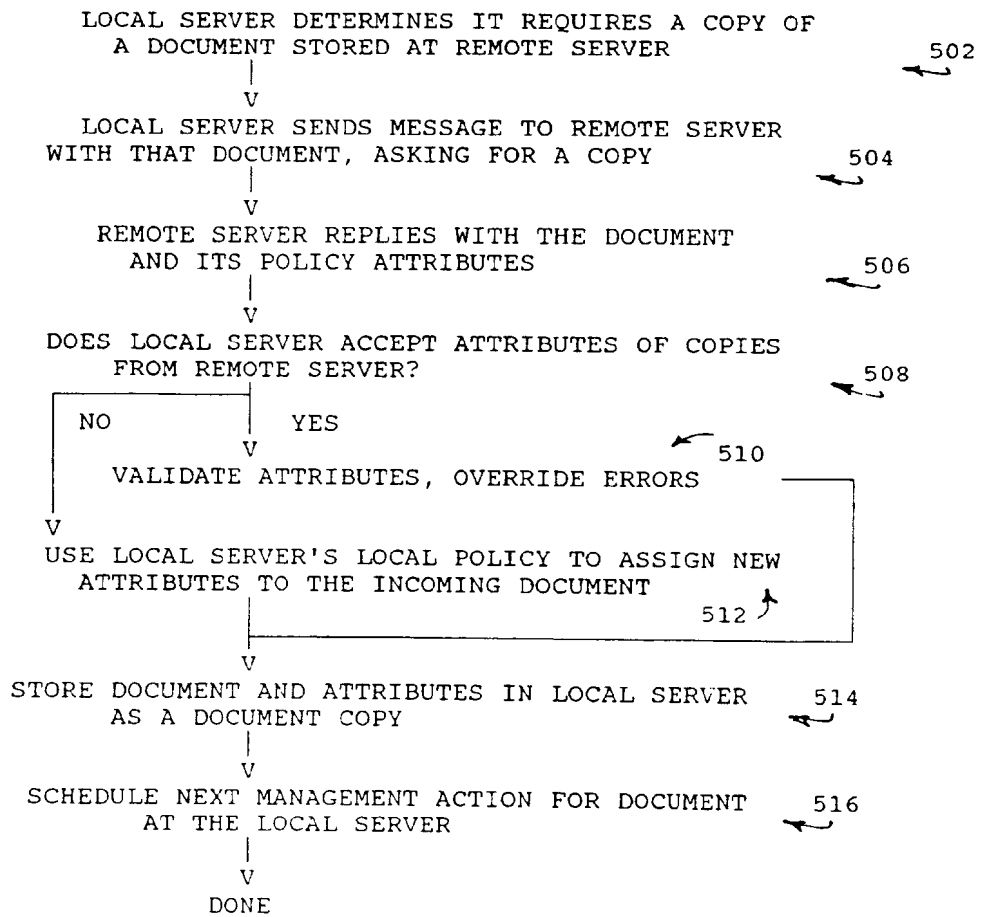 LOCAL SERVER DETERMINES IT REQUIRES A COPY OF
A DOCUMENT STORED AT REMOTE SERVER
502
V
LOCAL SERVER SENDS MESSAGE TO REMOTE SERVER
WITH THAT DOCUMENT, ASKING FOR A COPY
504
V
REMOTE SERVER REPLIES WITH THE DOCUMENT
AND ITS POLICY ATTRIBUTES
506
V
DOES LOCAL SERVER ACCEPT ATTRIBUTES OF COPIES
FROM REMOTE SERVER?
508
NO YES
V
510
VALIDATE ATTRIBUTES, OVERRIDE ERRORS
V
USE LOCAL SERVER'S LOCAL POLICY TO ASSIGN NEW
ATTRIBUTES TO THE INCOMING DOCUMENT
512
V
STORE DOCUMENT AND ATTRIBUTES IN LOCAL SERVER
AS A DOCUMENT COPY
514
V
SCHEDULE NEXT MANAGEMENT ACTION FOR DOCUMENT
AT THE LOCAL SERVER
516
V
DONE